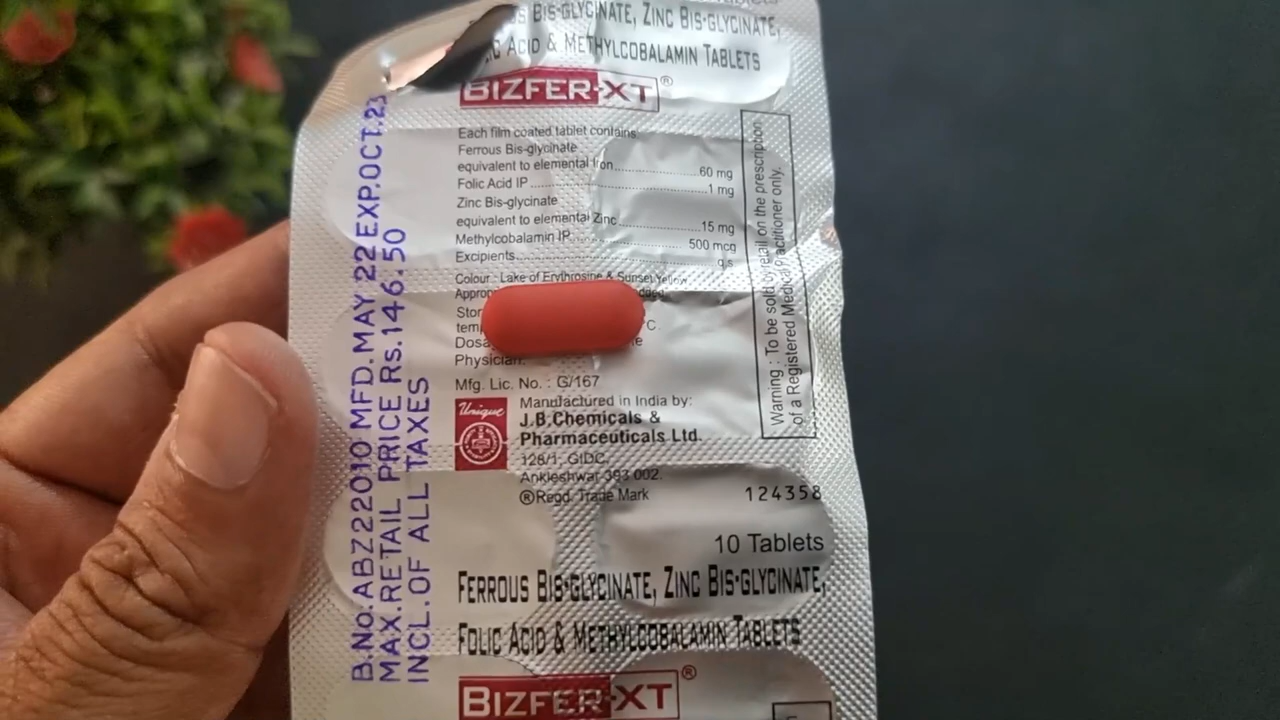 BIS-GLYCINATE, ZINC BIS-GLYCINATE,
ACID & METHYLCOBALAMIN TABLETS
BIZFER-XT®
Each film coated tablet contains
Ferrous Bis-glycinate
equivalent to elemental Iron 60 mg
Folic Acid IP 1 mg
Zinc Bis-glycinate
equivalent to elemental Zinc 15 mg
Methylcobalamin IP 500 mcg
Excipients q.s
Colour : Lake of Erythrosine & Sunset Yellow
Physician.
Mfg. Lic. No. : G/167
Unique
Manufactured in India by:
J.B.Chemicals &
Pharmaceuticals Ltd.
128/1, GIDC,
Ankleshwar-393 002.
®Regd. Trade Mark
124358
10 Tablets
FERROUS BIS-GLYCINATE, ZINC BIS-GLYCINATE,
FOLIC ACID & METHYLCOBALAMIN TABLETS
BIZFER-XT®
Warning : To be sold by retail on the prescription
of a Registered Medical Practitioner only.
B.No.ABZ22010 MFD.MAY 22 EXP.OCT.23
MAX.RETAIL PRICE Rs.146.50
INCL.OF ALL TAXES